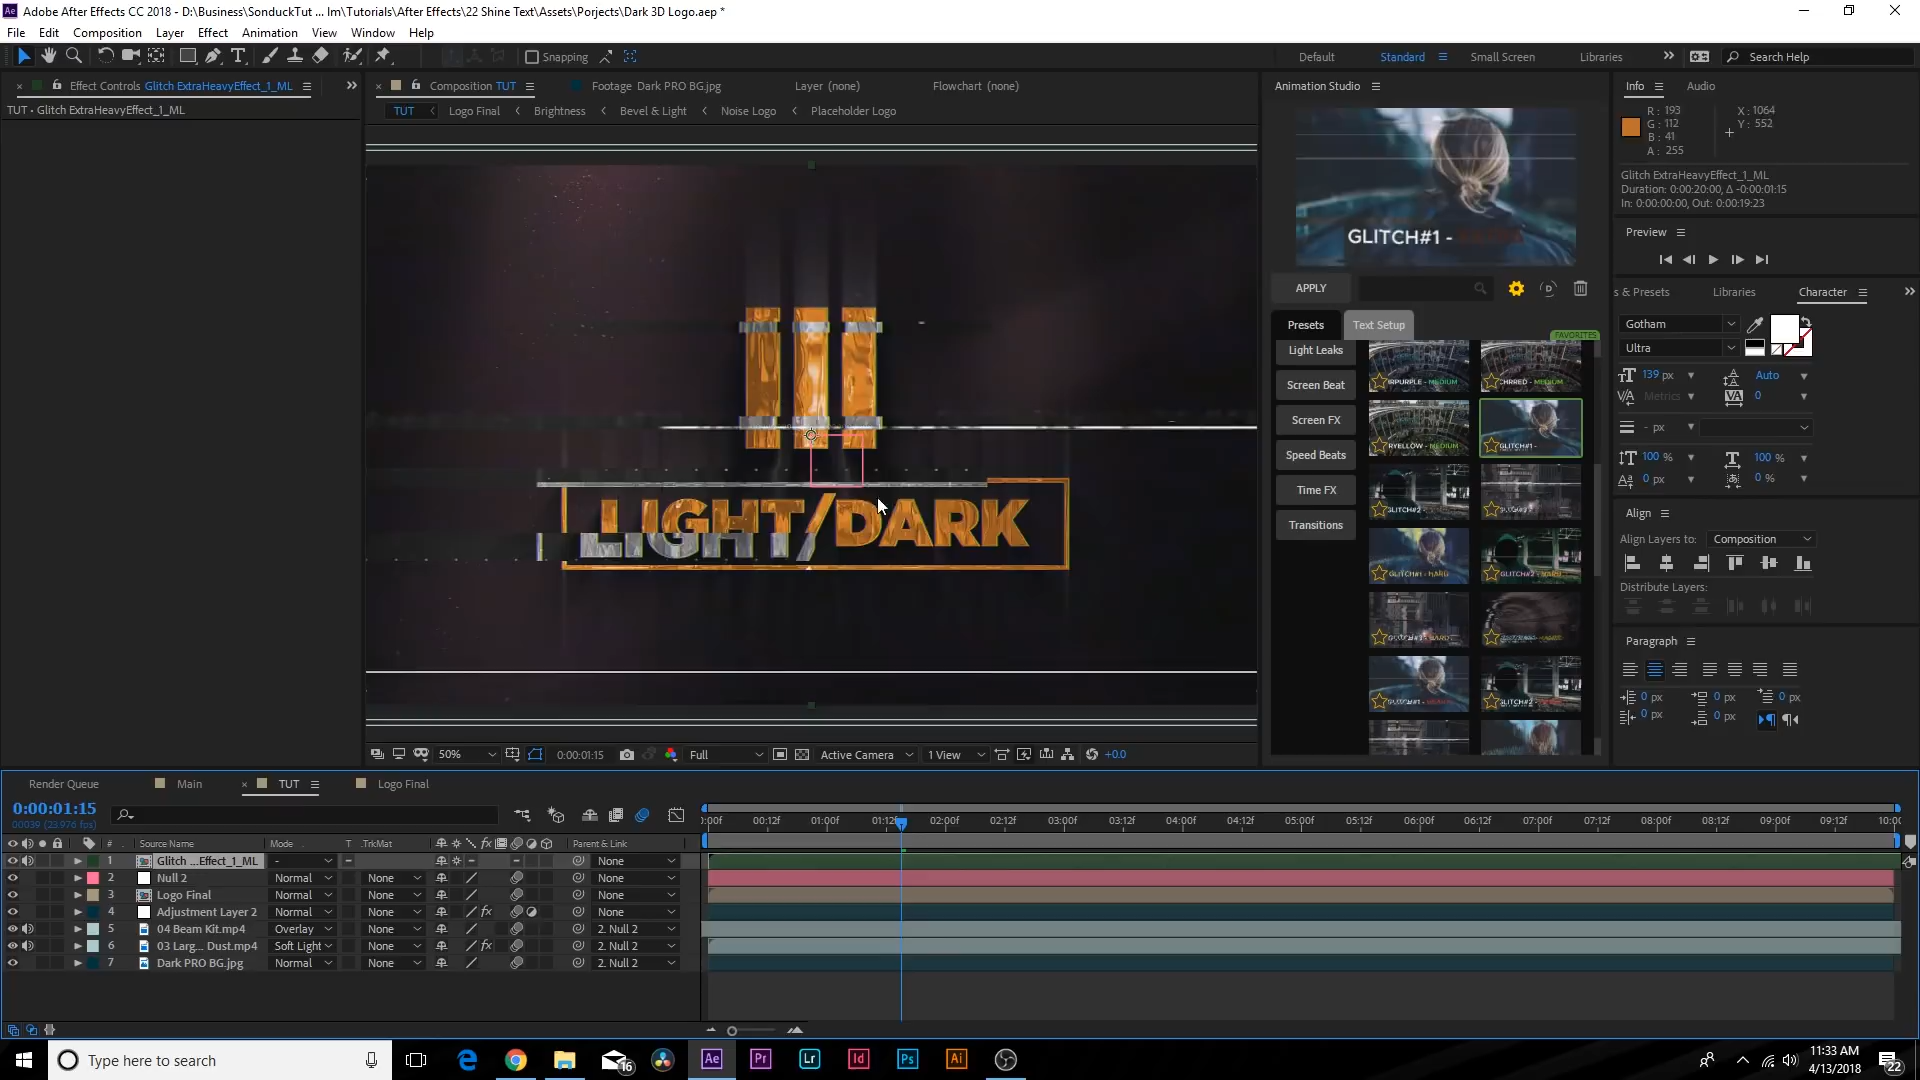 Adobe After Effects CC 2018 - D:\Business\SonduckTut ... lm\Tutorials\After Effects\22 Shine Text\Assets\Porjects\Dark 3D Logo.aep *
File Edit Composition Layer Effect Animation View Window Help
Snapping
Default Standard Small Screen Libraries Search Help
Effect Controls Glitch ExtraHeavyEffect_1_ML
TUT • Glitch ExtraHeavyEffect_1_ML
Composition TUT Footage Dark PRO BG.jpg Layer (none) Flowchart (none)
TUT Logo Final Brightness Bevel & Light Noise Logo Placeholder Logo
LIGHT/DARK
50% 0:00:01:15 Full Active Camera 1 View +0.0
Animation Studio
GLITCH#1 -
APPLY
Presets Text Setup
FAVORITES
Light Leaks
Screen Beat
Screen FX
Speed Beats
Time FX
Transitions
Info Audio
R: 193 X: 1064
G: 112 Y: 552
B: 41
A: 255
Glitch ExtraHeavyEffect_1_ML
Duration: 0:00:20:00, Δ -0:00:01:15
In: 0:00:00:00, Out: 0:00:19:23
Preview
s & Presets Libraries Character
Gotham
Ultra
139 px Auto
Metrics 0
- px
100 % 100 %
0 px 0 %
Align
Align Layers to: Composition
Distribute Layers:
Paragraph
0 px 0 px 0 px
0 px 0 px
Render Queue Main TUT Logo Final
0:00:01:15
00039 (23.976 fps)
:00f 00:12f 01:00f 01:12f 02:00f 02:12f 03:00f 03:12f 04:00f 04:12f 05:00f 05:12f 06:00f 06:12f 07:00f 07:12f 08:00f 08:12f 09:00f 09:12f 10:00
# Source Name Mode T .TrkMat Parent & Link
1 Glitch ...Effect_1_ML - None
2 Null 2 Normal None None
3 Logo Final Normal None None
4 Adjustment Layer 2 Normal None None
5 04 Beam Kit.mp4 Overlay None 2. Null 2
6 03 Larg... Dust.mp4 Soft Light None 2. Null 2
7 Dark PRO BG.jpg Normal None 2. Null 2
Type here to search 16 Ae Pr Lr Id Ps Ai 11:33 AM
4/13/2018 22